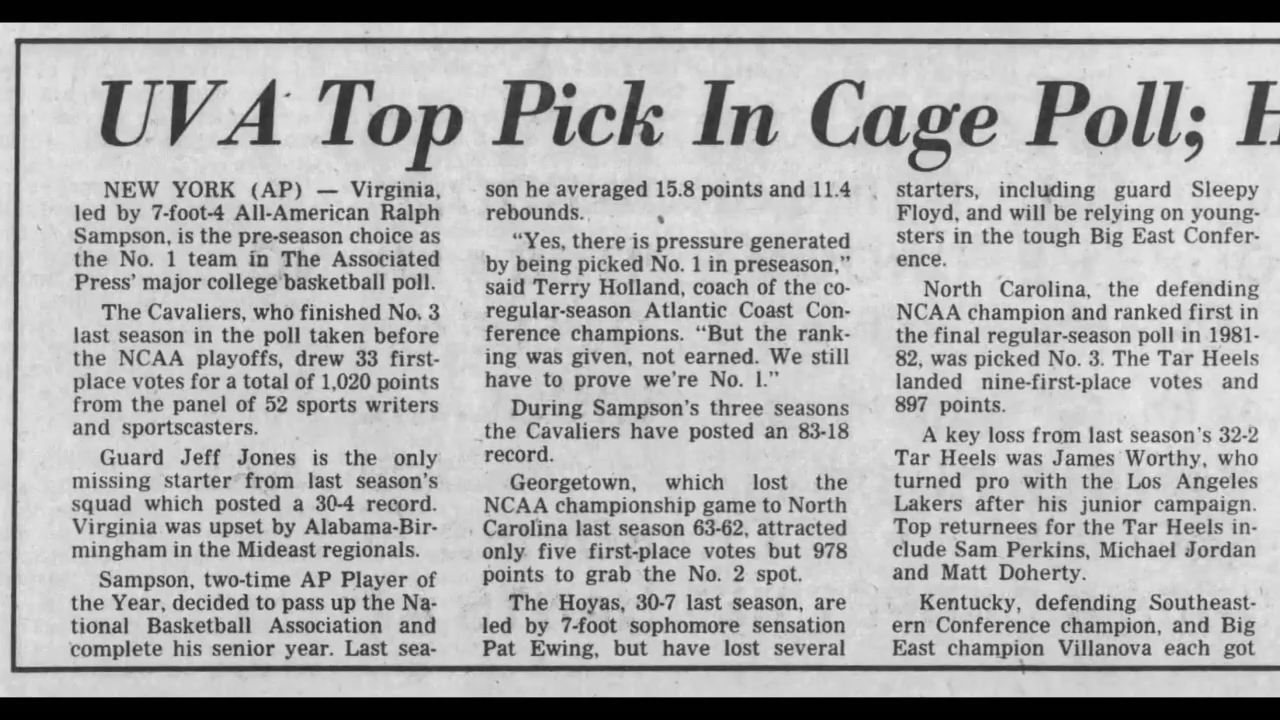 UVA Top Pick In Cage Poll; H
NEW YORK (AP) — Virginia,
led by 7-foot-4 All-American Ralph
Sampson, is the pre-season choice as
the No. 1 team in The Associated
Press' major college basketball poll.
The Cavaliers, who finished No. 3
last season in the poll taken before
the NCAA playoffs, drew 33 first-
place votes for a total of 1,020 points
from the panel of 52 sports writers
and sportscasters.
Guard Jeff Jones is the only
missing starter from last season's
squad which posted a 30-4 record.
Virginia was upset by Alabama-Bir-
mingham in the Mideast regionals.
Sampson, two-time AP Player of
the Year, decided to pass up the Na-
tional Basketball Association and
complete his senior year. Last sea-
son he averaged 15.8 points and 11.4
rebounds.
"Yes, there is pressure generated
by being picked No. 1 in preseason,"
said Terry Holland, coach of the co-
regular-season Atlantic Coast Con-
ference champions. "But the rank-
ing was given, not earned. We still
have to prove we're No. 1."
During Sampson's three seasons
the Cavaliers have posted an 83-18
record.
Georgetown, which lost the
NCAA championship game to North
Carolina last season 63-62, attracted
only five first-place votes but 978
points to grab the No. 2 spot.
The Hoyas, 30-7 last season, are
led by 7-foot sophomore sensation
Pat Ewing, but have lost several
starters, including guard Sleepy
Floyd, and will be relying on young-
sters in the tough Big East Confer-
ence.
North Carolina, the defending
NCAA champion and ranked first in
the final regular-season poll in 1981-
82, was picked No. 3. The Tar Heels
landed nine-first-place votes and
897 points.
A key loss from last season's 32-2
Tar Heels was James Worthy, who
turned pro with the Los Angeles
Lakers after his junior campaign.
Top returnees for the Tar Heels in-
clude Sam Perkins, Michael Jordan
and Matt Doherty.
Kentucky, defending Southeast-
ern Conference champion, and Big
East champion Villanova each got